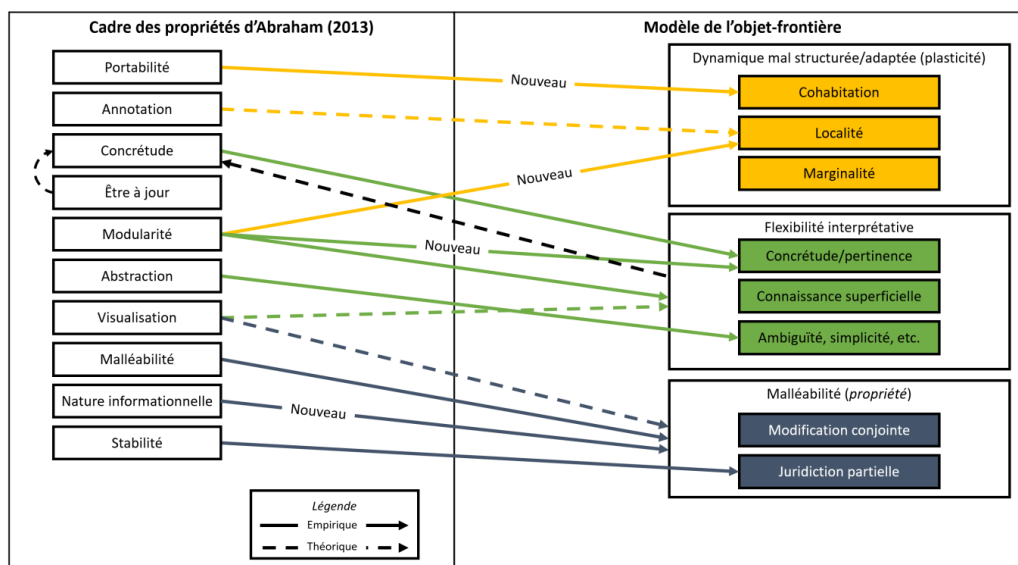 Cadre des propriétés d'Abraham (2013)
Portabilité
Annotation
Concrétude
Être à jour
Modularité
Abstraction
Visualisation
Malléabilité
Nature informationnelle
Stabilité
Nouveau
Nouveau
Nouveau
Nouveau
Légende
Empirique
Théorique
Modèle de l'objet-frontière
Dynamique mal structurée/adaptée (plasticité)
Cohabitation
Localité
Marginalité
Flexibilité interprétative
Concrétude/pertinence
Connaissance superficielle
Ambiguïté, simplicité, etc.
Malléabilité (propriété)
Modification conjointe
Juridiction partielle